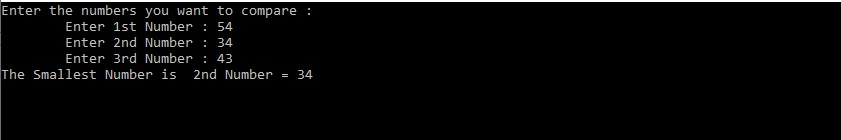 Enter the numbers you want to compare :
        Enter 1st Number : 54
        Enter 2nd Number : 34
        Enter 3rd Number : 43
The Smallest Number is  2nd Number = 34